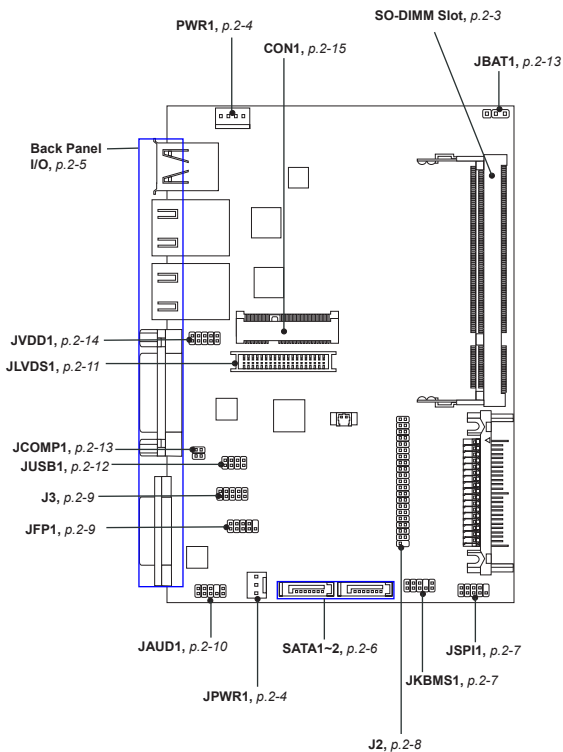 SO-DIMM Slot, p.2-3
PWR1, p.2-4
CON1, p.2-15
JBAT1, p.2-13
Back Panel
I/O, p.2-5
JVDD1, p.2-14
JLVDS1, p.2-11
JCOMP1, p.2-13
JUSB1, p.2-12
J3, p.2-9
JFP1, p.2-9
JAUD1, p.2-10
SATA1~2, p.2-6
JSPI1, p.2-7
JKBMS1, p.2-7
JPWR1, p.2-4
J2, p.2-8